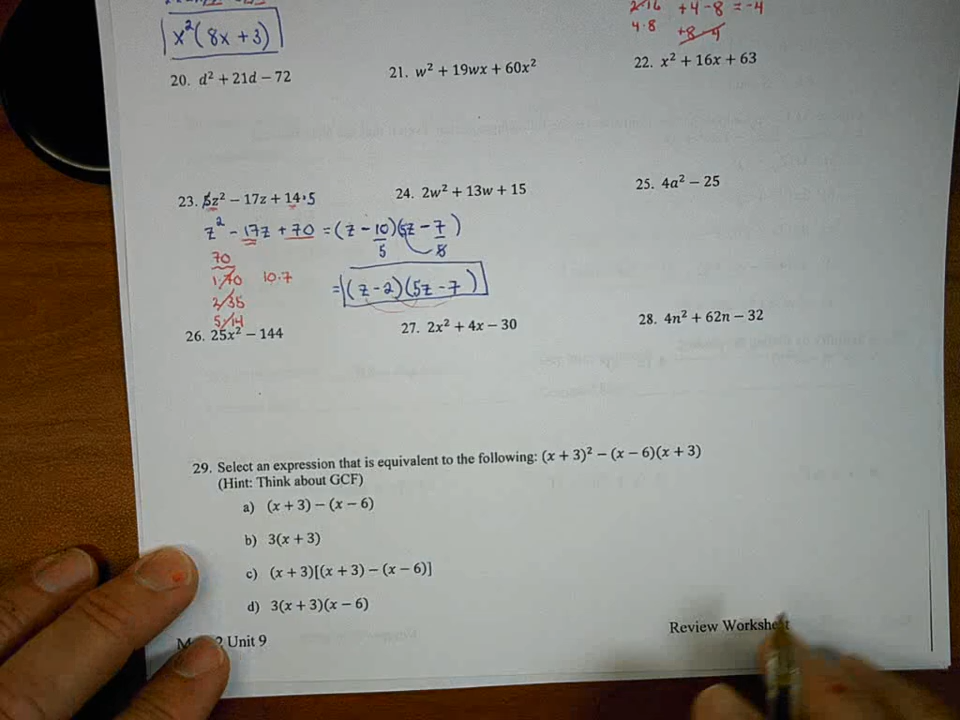 2·16 +4 -8 = -4
4·8 +8 -4
x²(8x + 3)
20. d² + 21d − 72
21. w² + 19wx + 60x²
22. x² + 16x + 63
23. 5z² − 17z + 14·5
24. 2w² + 13w + 15
25. 4a² − 25
z² - 17z + 70 = (z - 10/5)(5z - 7/5)
70
1·70 10·7
2·35
5·14
= (z - 2)(5z - 7)
26. 25x² − 144
27. 2x² + 4x − 30
28. 4n² + 62n − 32
29. Select an expression that is equivalent to the following: (x + 3)² − (x − 6)(x + 3)
(Hint: Think about GCF)
a) (x + 3) − (x − 6)
b) 3(x + 3)
c) (x + 3)[(x + 3) − (x − 6)]
d) 3(x + 3)(x − 6)
2 Unit 9
Review Worksheet